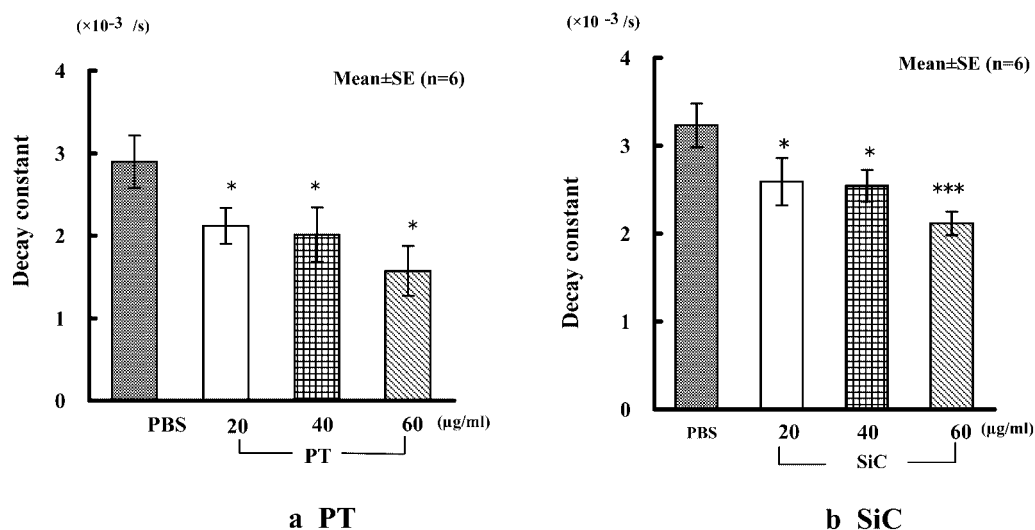 (×10⁻³ /s)
Mean±SE (n=6)
Decay constant
4
3
2
1
0
*
*
*
PBS 20 40 60 (µg/ml)
PT
a PT
(×10 ⁻³ /s)
Mean±SE (n=6)
Decay constant
4
3
2
1
0
*
*
***
PBS 20 40 60 (µg/ml)
SiC
b SiC